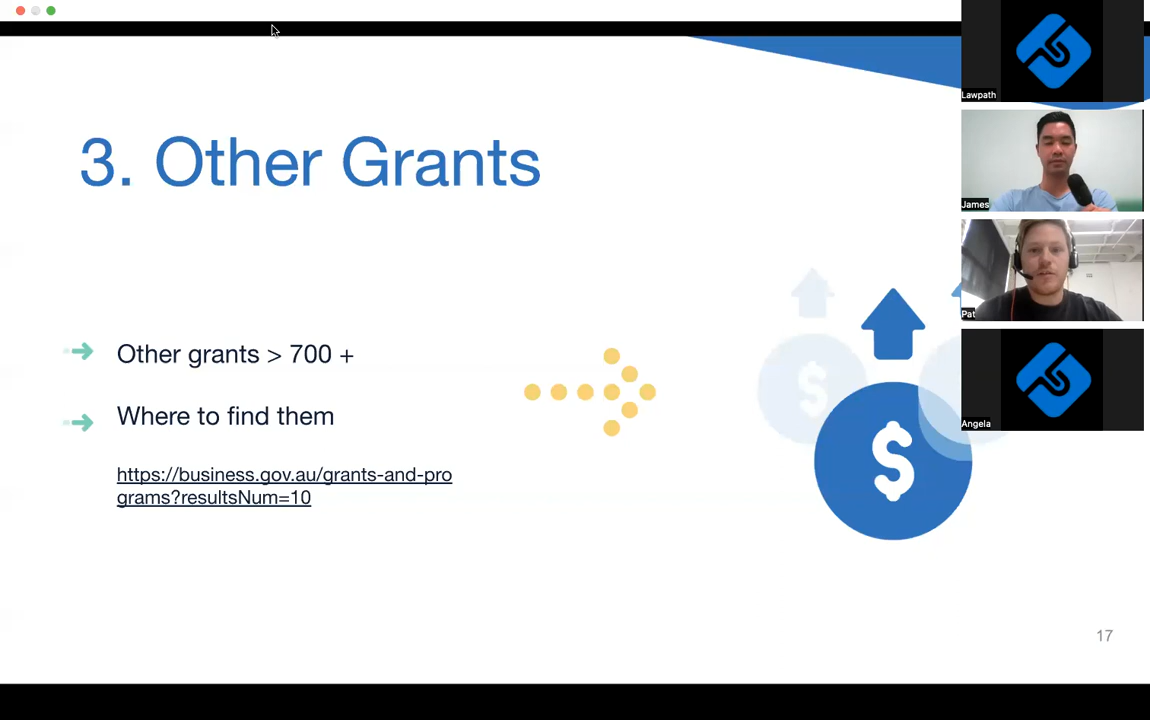 3. Other Grants
Other grants > 700 +
Where to find them
https://business.gov.au/grants-and-pro
grams?resultsNum=10
17
Lawpath
James
Pat
Angela